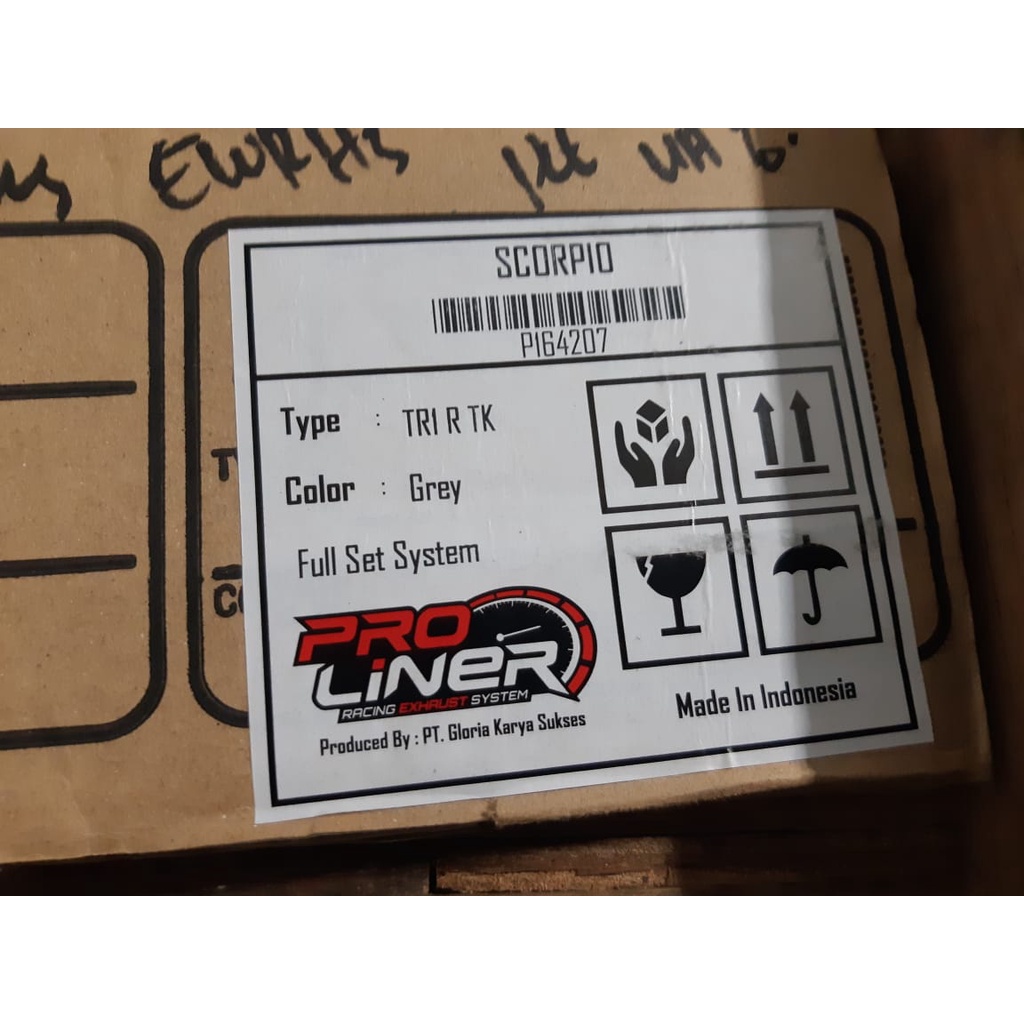 SCORPIO
P164207
Type : TR1 R TK
Color : Grey
Full Set System
PRO
LINER
RACING EXHAUST SYSTEM
Produced By : PT. Gloria Karya Sukses
Made In Indonesia